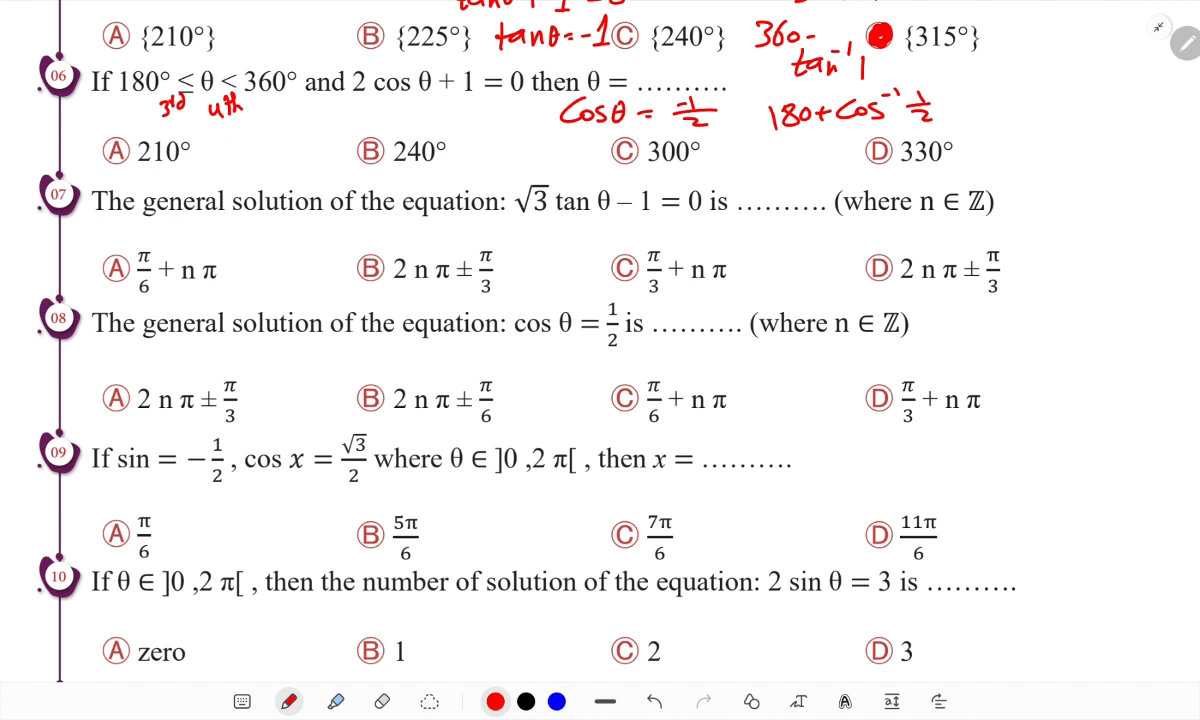 tanθ + 1 = 0
Ⓐ {210°} Ⓑ {225°} tanθ = -1 Ⓒ {240°} 360 - tan⁻¹ 1 {315°}
06 If 180° ≤ θ < 360° and 2 cos θ + 1 = 0 then θ = ..........
3rd 4th Cosθ = -1/2 180 + Cos⁻¹ 1/2
Ⓐ 210° Ⓑ 240° Ⓒ 300° Ⓓ 330°
07 The general solution of the equation: √3 tan θ – 1 = 0 is .......... (where n ∈ ℤ)
Ⓐ π/6 + n π Ⓑ 2 n π ± π/3 Ⓒ π/3 + n π Ⓓ 2 n π ± π/3
08 The general solution of the equation: cos θ = 1/2 is .......... (where n ∈ ℤ)
Ⓐ 2 n π ± π/3 Ⓑ 2 n π ± π/6 Ⓒ π/6 + n π Ⓓ π/3 + n π
09 If sin = − 1/2 , cos x = √3/2 where θ ∈ ]0 ,2 π[ , then x = ..........
Ⓐ π/6 Ⓑ 5π/6 Ⓒ 7π/6 Ⓓ 11π/6
10 If θ ∈ ]0 ,2 π[ , then the number of solution of the equation: 2 sin θ = 3 is ..........
Ⓐ zero Ⓑ 1 Ⓒ 2 Ⓓ 3